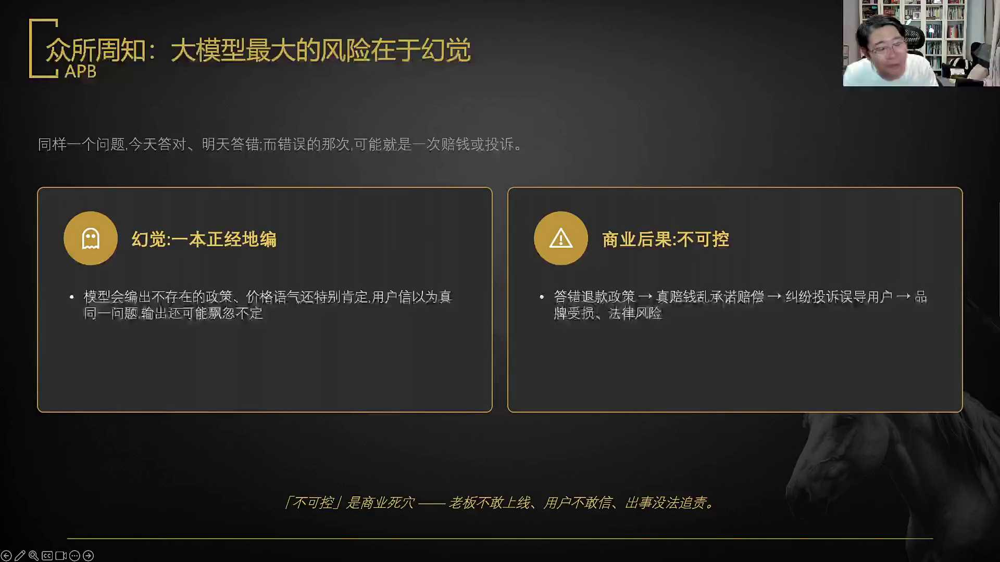 众所周知：大模型最大的风险在于幻觉
APB
同样一个问题,今天答对、明天答错;而错误的那次,可能就是一次赔钱或投诉。
幻觉:一本正经地编
• 模型会编出不存在的政策、价格语气还特别肯定,用户信以为真
同一问题,输出还可能飘忽不定
商业后果:不可控
• 答错退款政策 → 真赔钱乱承诺赔偿 → 纠纷投诉误导用户 → 品
牌受损、法律风险
「不可控」是商业死穴 —— 老板不敢上线、用户不敢信、出事没法追责。
CC